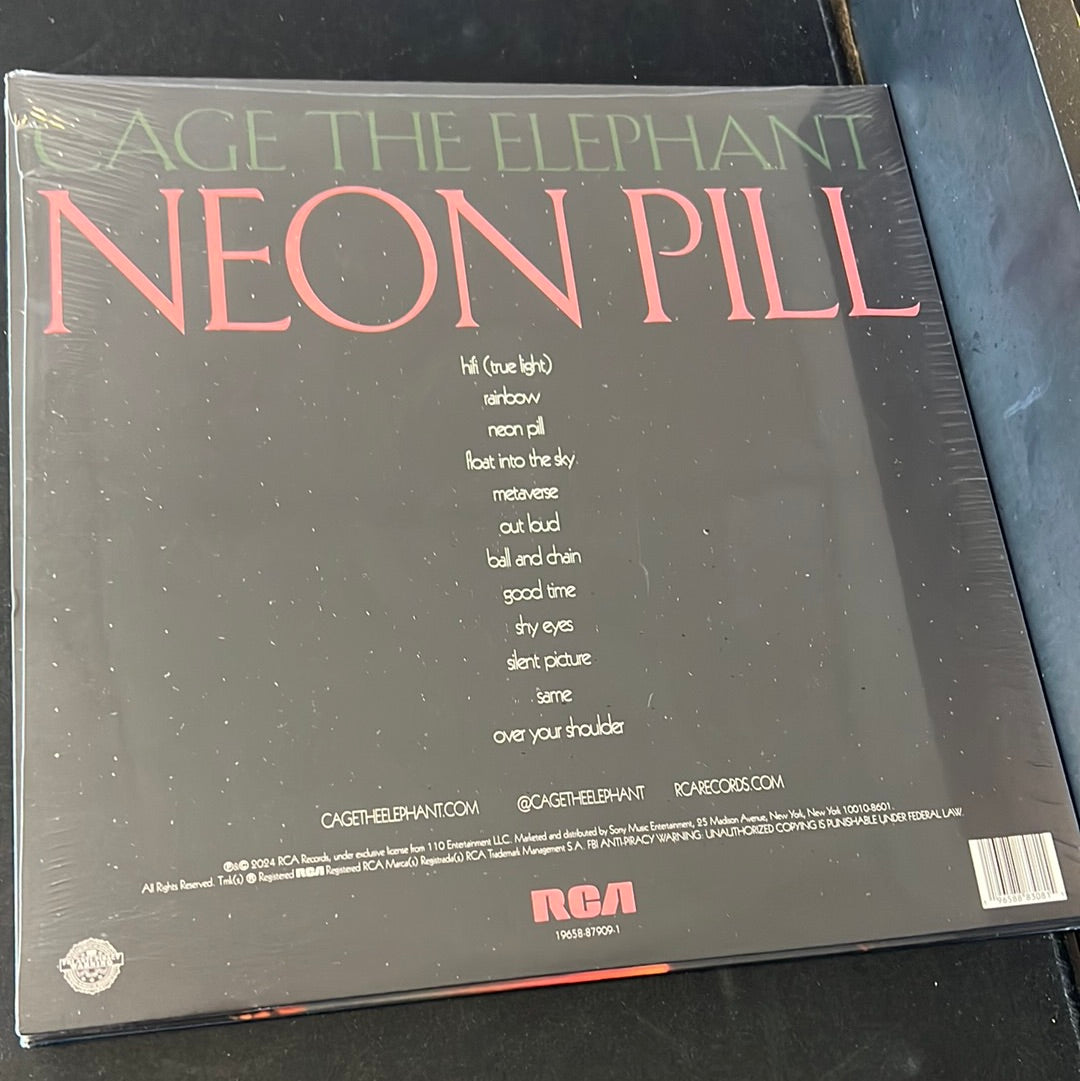 CAGE THE ELEPHANT
NEON PILL
hifi (true light)
rainbow
neon pill
float into the sky
metaverse
out loud
ball and chain
good time
shy eyes
silent picture
same
over your shoulder
CAGETHEELEPHANT.COM @CAGETHEELEPHANT RCARECORDS.COM
℗&© 2024 RCA Records, under exclusive license from 110 Entertainment LLC. Marketed and distributed by Sony Music Entertainment, 25 Madison Avenue, New York, New York 10010-8601.
All Rights Reserved. Tmk(s) ® Registered RCA Registered RCA Marca(s) Registrada(s) RCA Trademark Management S.A. FBI ANTI-PIRACY WARNING: UNAUTHORIZED COPYING IS PUNISHABLE UNDER FEDERAL LAW.
RCA
19658-87909-1